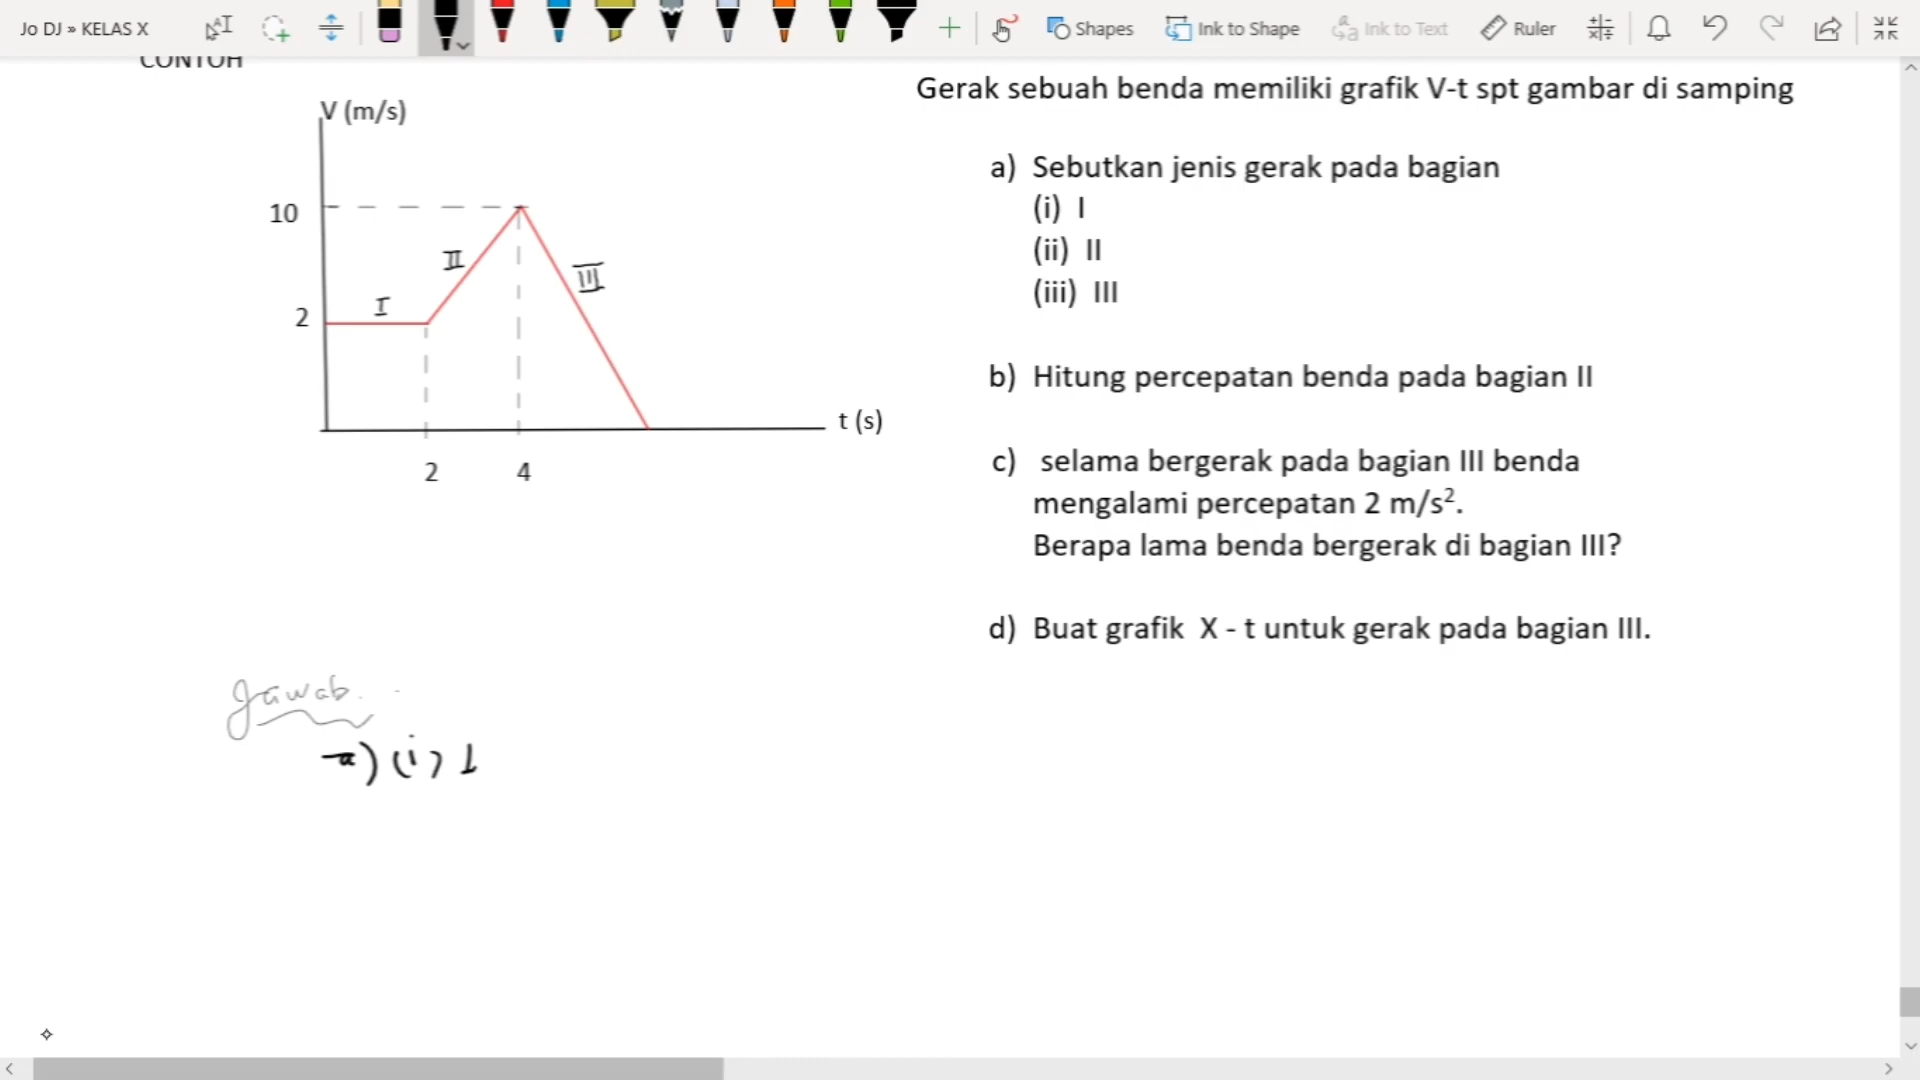 Jo DJ » KELAS X
Shapes
Ink to Shape
Ink to Text
Ruler
CONTOH
V (m/s)
10
2
I
II
III
t (s)
2
4
Gerak sebuah benda memiliki grafik V-t spt gambar di samping
a) Sebutkan jenis gerak pada bagian
(i) I
(ii) II
(iii) III
b) Hitung percepatan benda pada bagian II
c) selama bergerak pada bagian III benda
mengalami percepatan 2 m/s².
Berapa lama benda bergerak di bagian III?
d) Buat grafik X - t untuk gerak pada bagian III.
Jawab.
a) (i) I